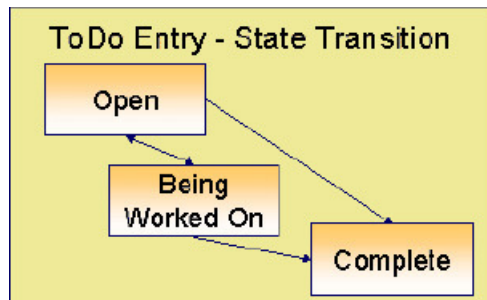 ToDo Entry - State Transition
Open
Being
Worked On
Complete